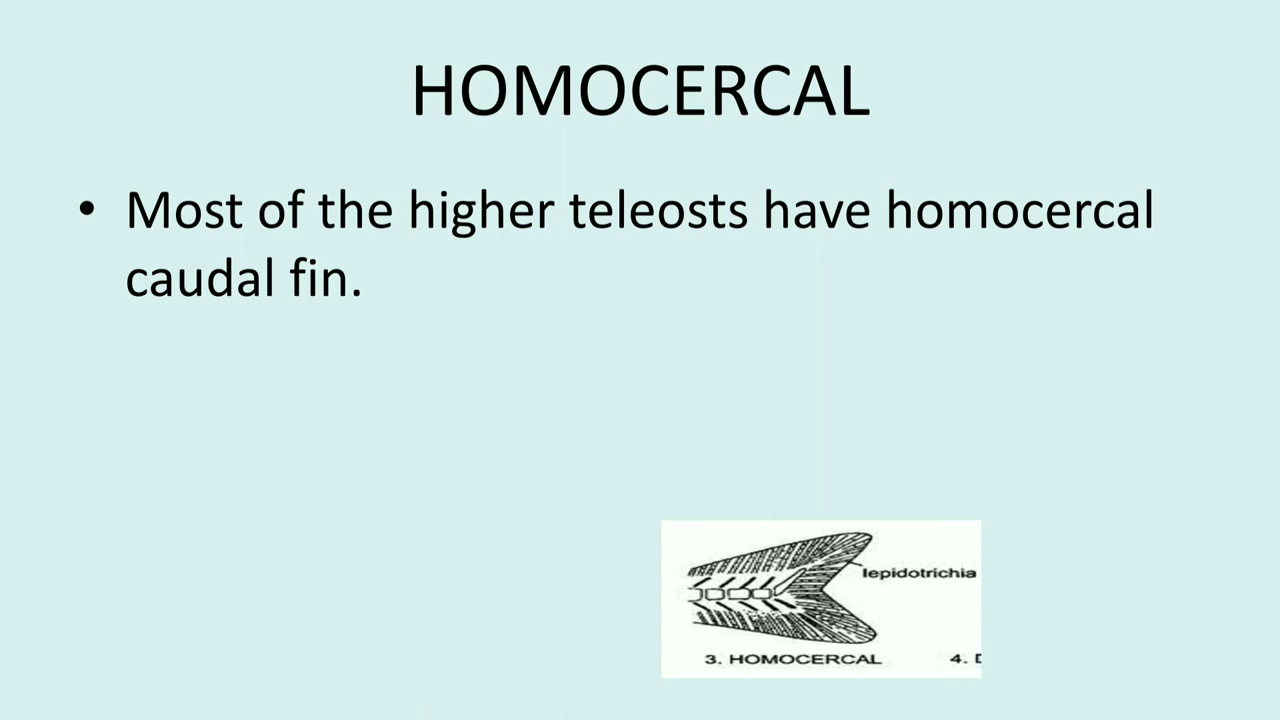 HOMOCERCAL
• Most of the higher teleosts have homocercal
caudal fin.
lepidotrichia
3. HOMOCERCAL 4.